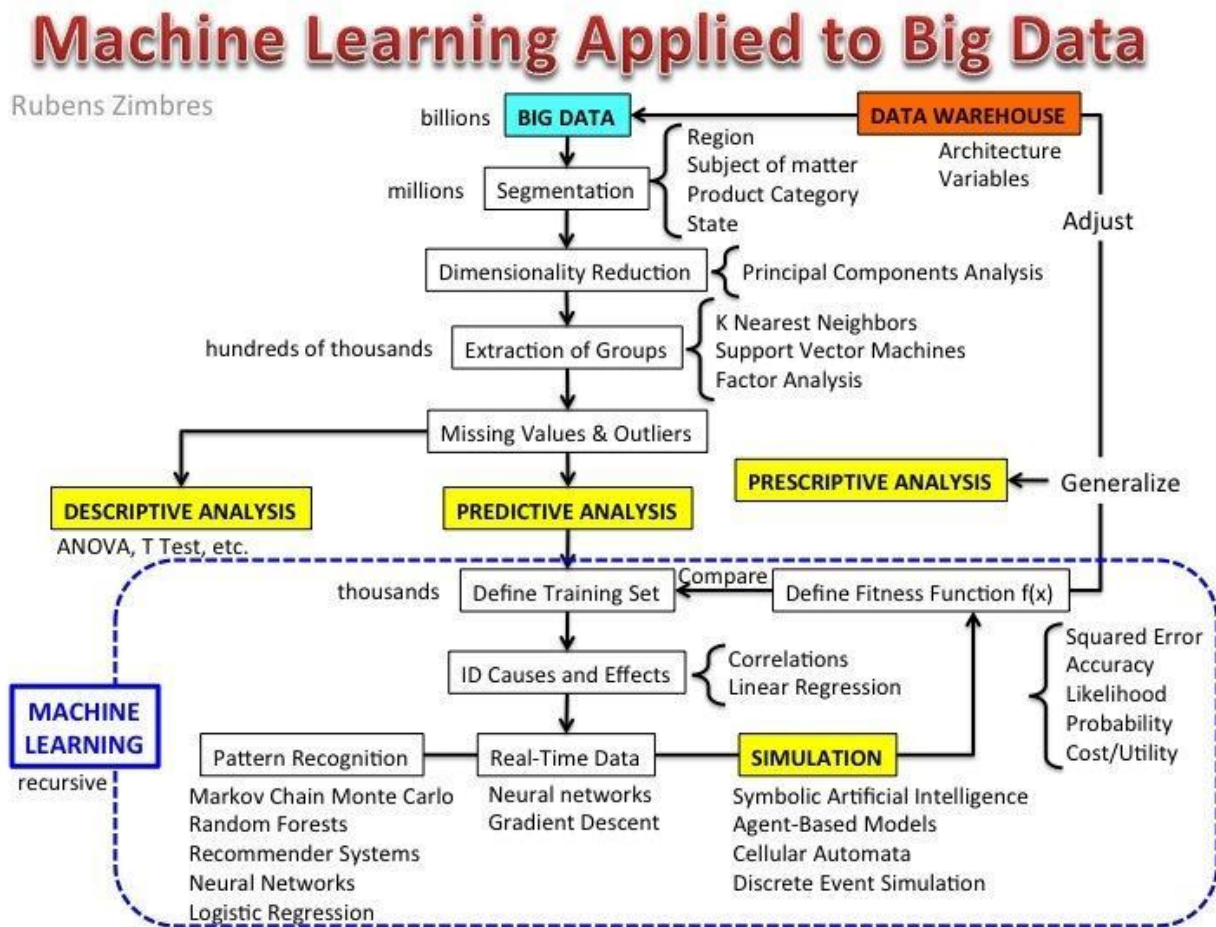 Machine Learning Applied to Big Data
Rubens Zimbres
billions
BIG DATA
DATA WAREHOUSE
Architecture
Variables
Region
Subject of matter
Product Category
State
millions
Segmentation
Adjust
Dimensionality Reduction
Principal Components Analysis
hundreds of thousands
Extraction of Groups
K Nearest Neighbors
Support Vector Machines
Factor Analysis
Missing Values & Outliers
DESCRIPTIVE ANALYSIS
ANOVA, T Test, etc.
PREDICTIVE ANALYSIS
PRESCRIPTIVE ANALYSIS
Generalize
thousands
Define Training Set
Compare
Define Fitness Function f(x)
Squared Error
Accuracy
Likelihood
Probability
Cost/Utility
ID Causes and Effects
Correlations
Linear Regression
MACHINE
LEARNING
recursive
Pattern Recognition
Markov Chain Monte Carlo
Random Forests
Recommender Systems
Neural Networks
Logistic Regression
Real-Time Data
Neural networks
Gradient Descent
SIMULATION
Symbolic Artificial Intelligence
Agent-Based Models
Cellular Automata
Discrete Event Simulation